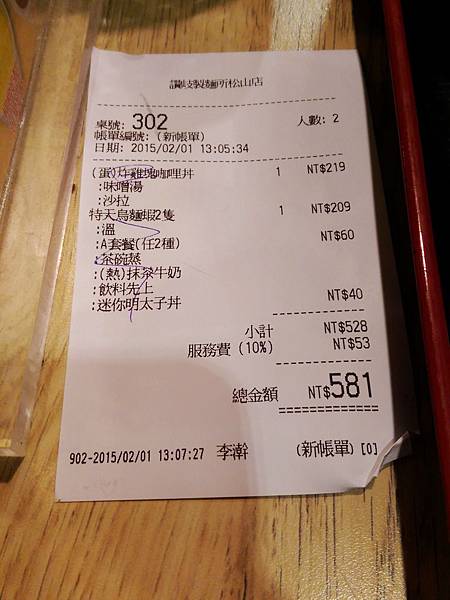 讚岐製麵所松山店
桌號: 302 人數: 2
帳單編號: (新帳單)
日期: 2015/02/01 13:05:34
(蛋)炸雞塊咖哩丼 1 NT$219
:味噌湯
:沙拉
特天烏麵蝦2隻 1 NT$209
:溫
:A套餐(任2種) NT$60
:茶碗蒸
:(熱)抹茶牛奶
:飲料先上
:迷你明太子丼 NT$40
小計 NT$528
服務費 (10%) NT$53
總金額 NT$581
902-2015/02/01 13:07:27 李瀚 (新帳單) [0]